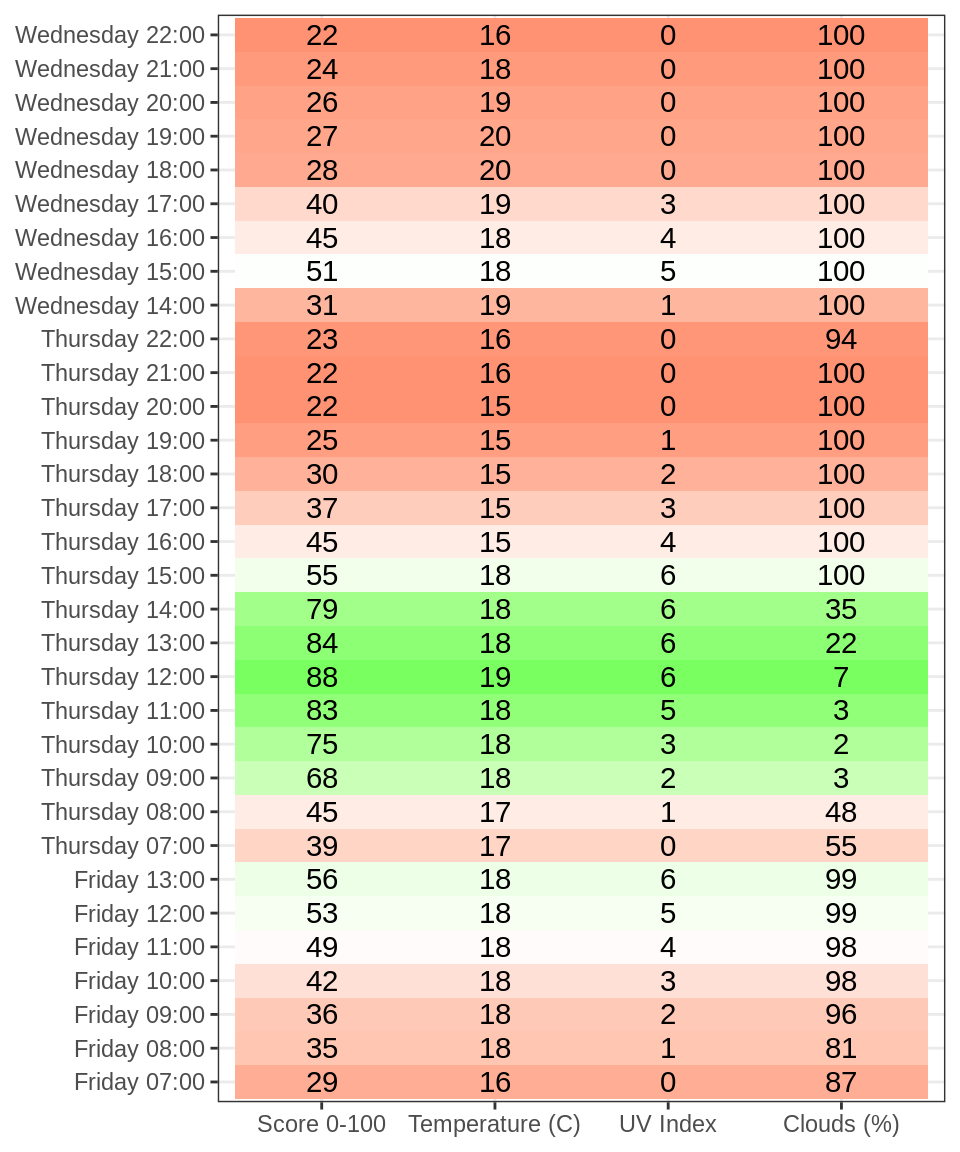 Wednesday 22:00 22 16 0 100
Wednesday 21:00 24 18 0 100
Wednesday 20:00 26 19 0 100
Wednesday 19:00 27 20 0 100
Wednesday 18:00 28 20 0 100
Wednesday 17:00 40 19 3 100
Wednesday 16:00 45 18 4 100
Wednesday 15:00 51 18 5 100
Wednesday 14:00 31 19 1 100
Thursday 22:00 23 16 0 94
Thursday 21:00 22 16 0 100
Thursday 20:00 22 15 0 100
Thursday 19:00 25 15 1 100
Thursday 18:00 30 15 2 100
Thursday 17:00 37 15 3 100
Thursday 16:00 45 15 4 100
Thursday 15:00 55 18 6 100
Thursday 14:00 79 18 6 35
Thursday 13:00 84 18 6 22
Thursday 12:00 88 19 6 7
Thursday 11:00 83 18 5 3
Thursday 10:00 75 18 3 2
Thursday 09:00 68 18 2 3
Thursday 08:00 45 17 1 48
Thursday 07:00 39 17 0 55
Friday 13:00 56 18 6 99
Friday 12:00 53 18 5 99
Friday 11:00 49 18 4 98
Friday 10:00 42 18 3 98
Friday 09:00 36 18 2 96
Friday 08:00 35 18 1 81
Friday 07:00 29 16 0 87
Score 0-100 Temperature (C) UV Index Clouds (%)